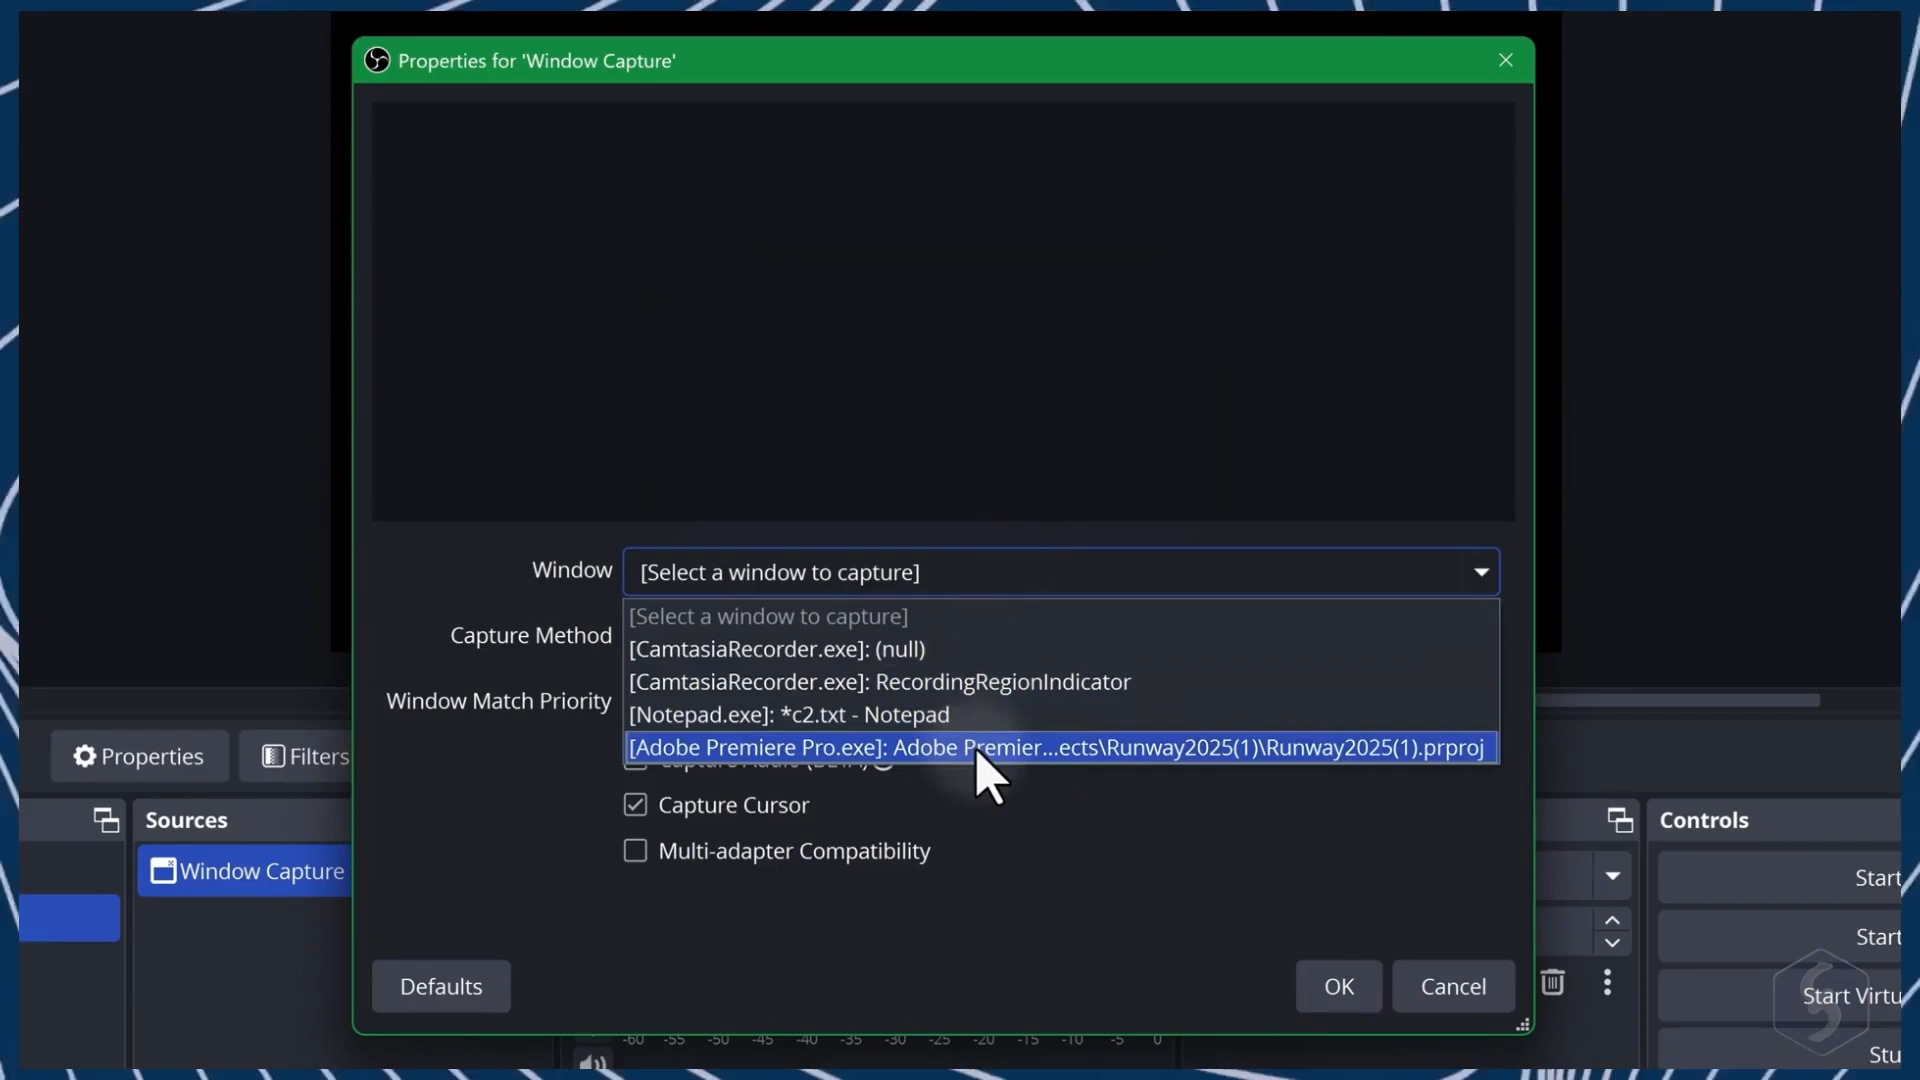 Properties for 'Window Capture'
Window
[Select a window to capture]
[Select a window to capture]
Capture Method
[CamtasiaRecorder.exe]: (null)
[CamtasiaRecorder.exe]: RecordingRegionIndicator
Window Match Priority
[Notepad.exe]: *c2.txt - Notepad
[Adobe Premiere Pro.exe]: Adobe Premier...ects\Runway2025(1)\Runway2025(1).prproj
Properties
Filters
Capture Audio (BETA)
Capture Cursor
Sources
Controls
Multi-adapter Compatibility
Window Capture
Start
Start
Defaults
OK
Cancel
Start Virtu
-60 -55 -50 -45 -40 -35 -30 -25 -20 -15 -10 -5 0
Stu